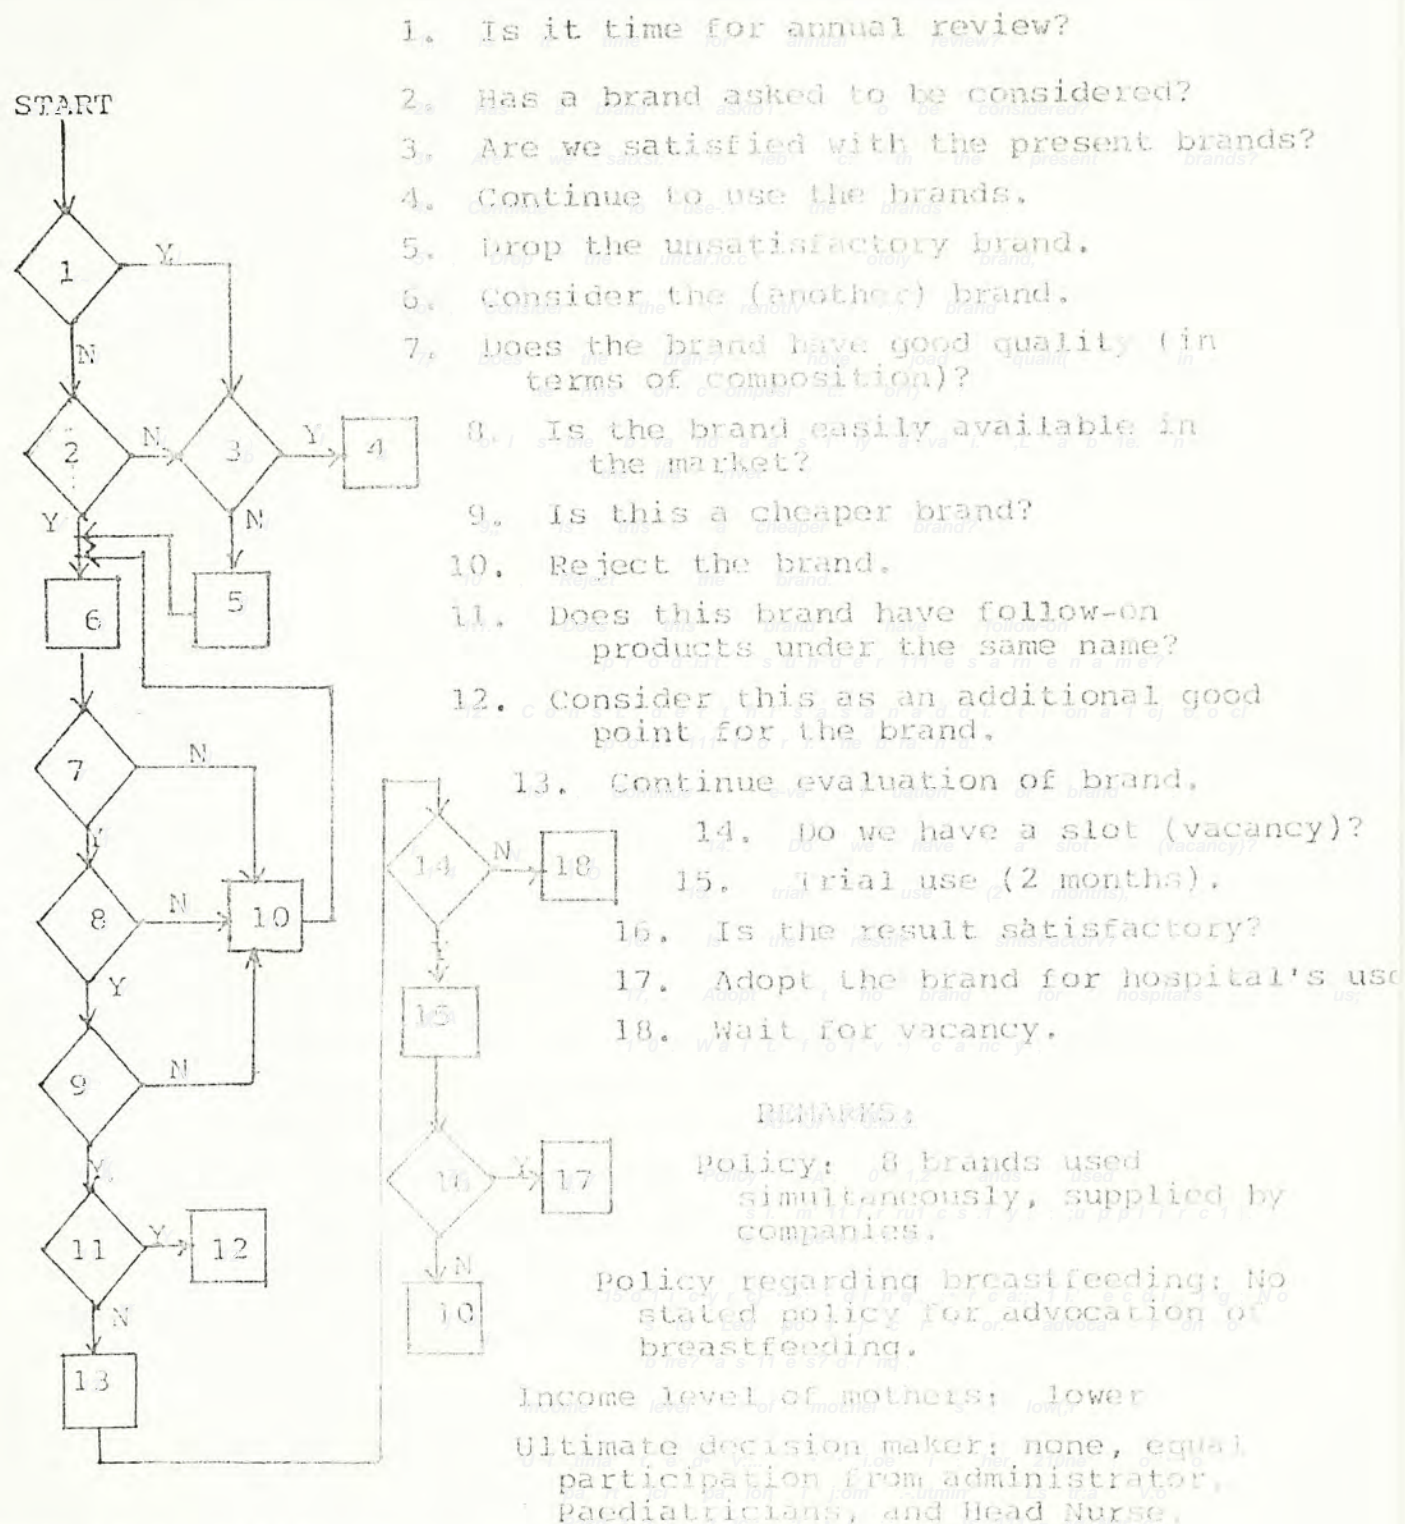 START
1
Y
N
2
N
3
Y
4
Y
N
5
6
7
N
Y
8
N
10
Y
9
N
Y
11
Y
12
N
13
14
N
18
Y
15
16
Y
17
N
10
1. Is it time for annual review?
2. Has a brand asked to be considered?
3. Are we satisfied with the present brands?
4. Continue to use the brands.
5. Drop the unsatisfactory brand.
6. Consider the (another) brand.
7. Does the brand have good quality (in
terms of composition)?
8. Is the brand easily available in
the market?
9. Is this a cheaper brand?
10. Reject the brand.
11. Does this brand have follow-on
products under the same name?
12. Consider this as an additional good
point for the brand.
13. Continue evaluation of brand.
14. Do we have a slot (vacancy)?
15. Trial use (2 months).
16. Is the result satisfactory?
17. Adopt the brand for hospital's use
18. Wait for vacancy.
REMARKS:
Policy: 8 brands used
simultaneously, supplied by
companies.
Policy regarding breastfeeding: No
stated policy for advocation of
breastfeeding.
Income level of mothers: lower
Ultimate decision maker: none, equal
participation from administrator,
Paediatricians, and Head Nurse.